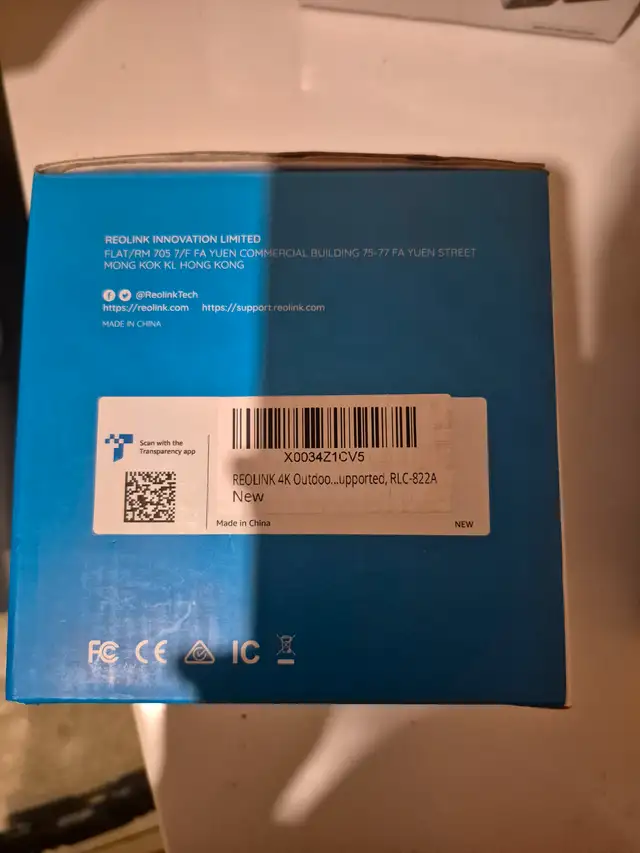 REOLINK INNOVATION LIMITED
FLAT/RM 705 7/F FA YUEN COMMERCIAL BUILDING 75-77 FA YUEN STREET
MONG KOK KL HONG KONG
@ReolinkTech
https://reolink.com https://support.reolink.com
MADE IN CHINA
Scan with the
Transparency app
X0034Z1CV5
REOLINK 4K Outdoo...upported, RLC-822A
New
Made in China
NEW
FC CE IC